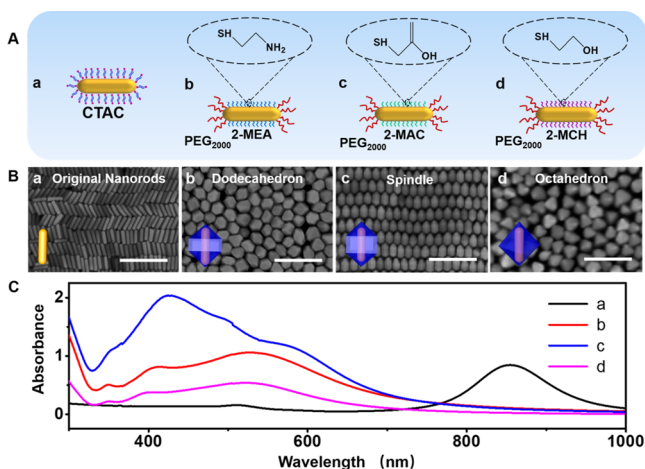 A
a
CTAC
b
SH
NH2
PEG2000
2-MEA
c
SH
OH
PEG2000
2-MAC
d
SH
OH
PEG2000
2-MCH
B
a Original Nanorods
b Dodecahedron
c Spindle
d Octahedron
C
Absorbance
2
1
0
a
b
c
d
400 600 800 1000
Wavelength (nm)